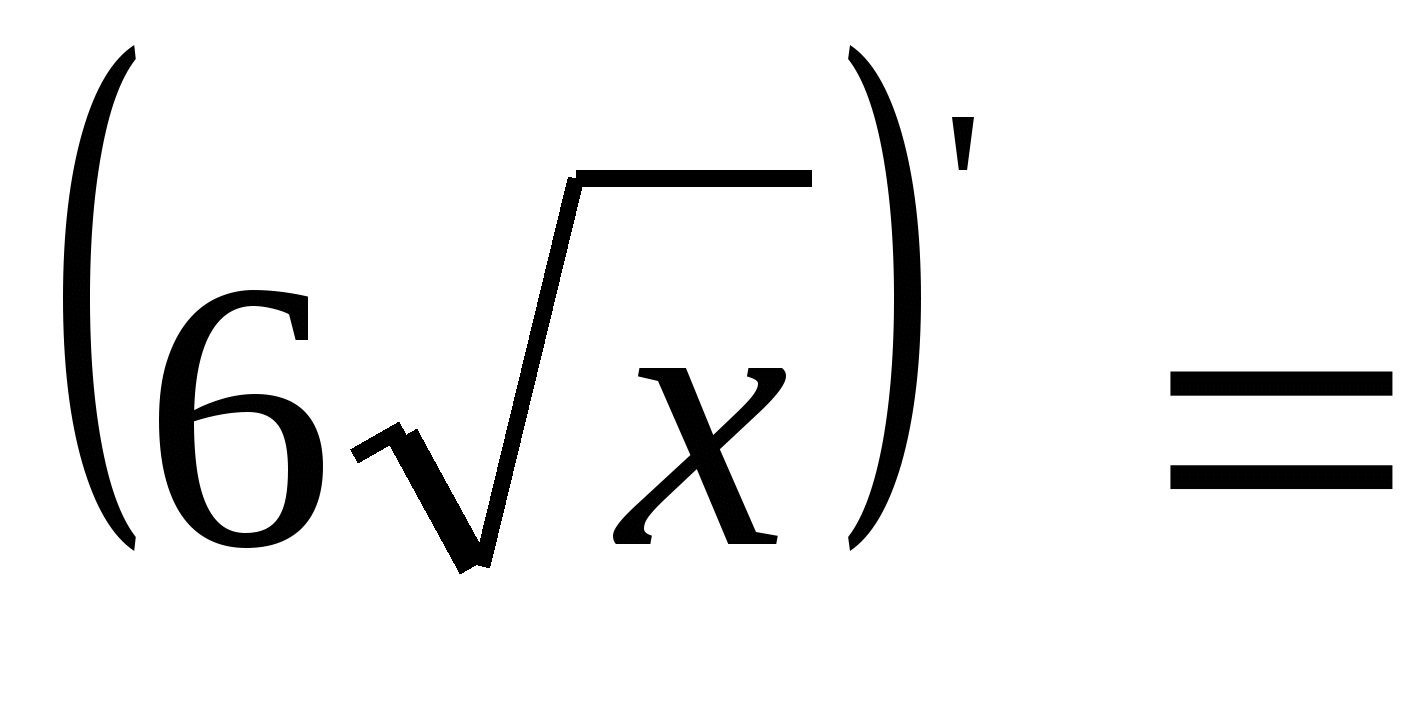 (6√x)' =